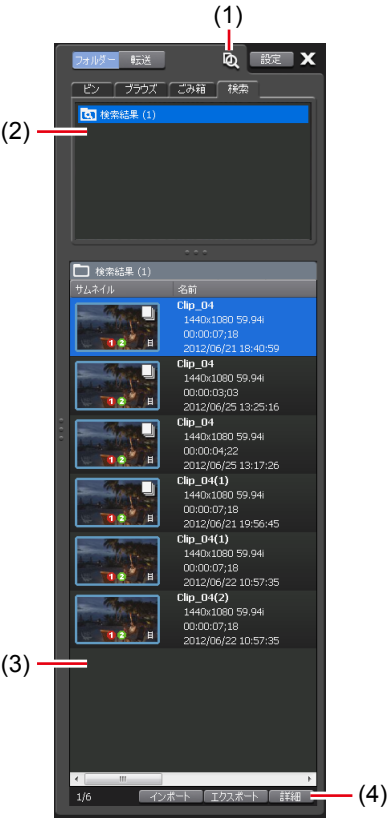 (1)
フォルダー 転送 設定 X
ビン ブラウズ ごみ箱 検索
検索結果 (1)
(2)
検索結果 (1)
サムネイル 名前
Clip_04
1440x1080 59.94i
00:00:07;18
2012/06/21 18:40:59
Clip_04
1440x1080 59.94i
00:00:03;03
2012/06/25 13:25:16
Clip_04
1440x1080 59.94i
00:00:04;22
2012/06/25 13:17:26
Clip_04(1)
1440x1080 59.94i
00:00:07;18
2012/06/21 19:56:45
Clip_04(1)
1440x1080 59.94i
00:00:07;18
2012/06/22 10:57:35
Clip_04(2)
1440x1080 59.94i
00:00:07;18
2012/06/22 10:57:35
(3)
1/6 インポート エクスポート 詳細
(4)